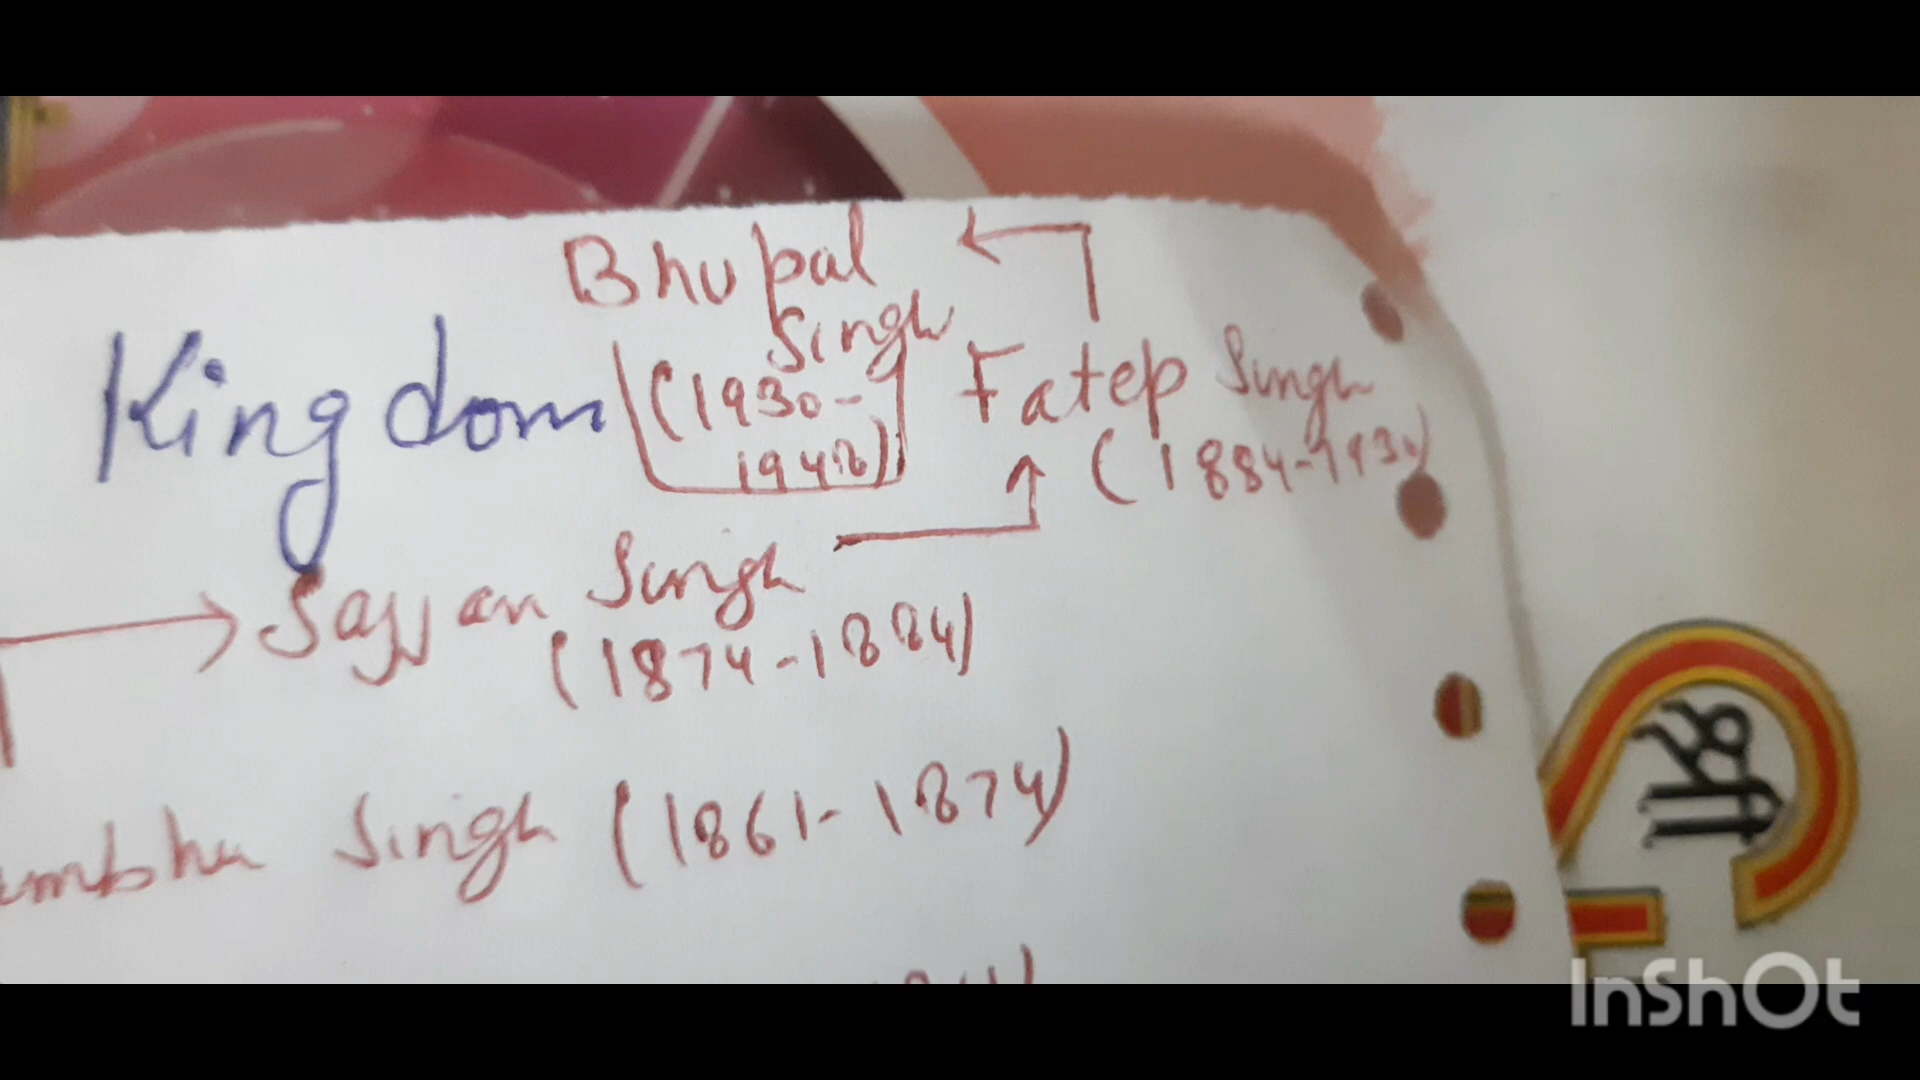 Bhupal
Singh
(1930-
1948)
Kingdom
Fatep Singh
(1884-1930)
Sajjan Singh
(1874-1884)
Singh (1861-1874)
श्री
InShOt